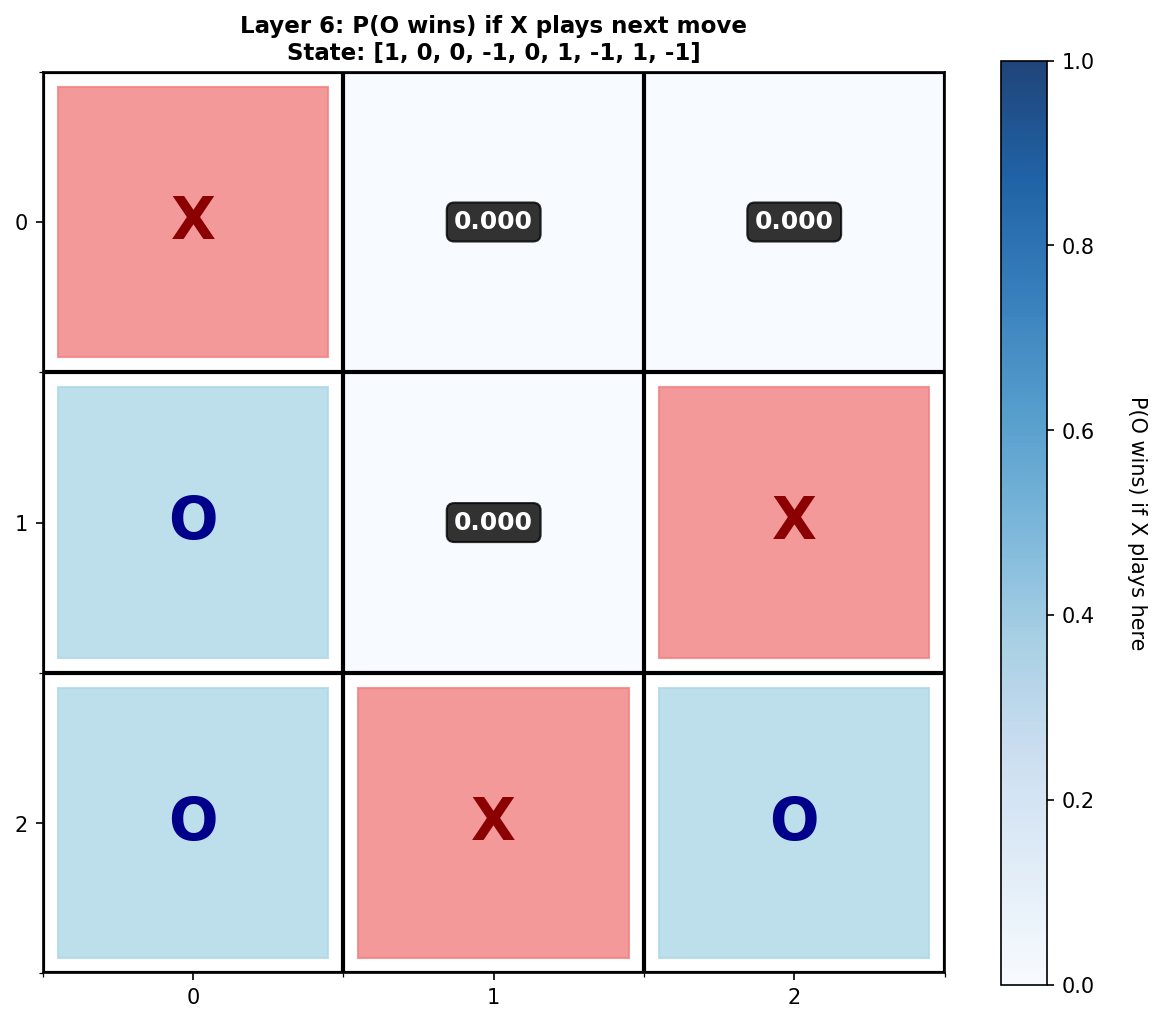 Layer 6: P(O wins) if X plays next move
State: [1, 0, 0, -1, 0, 1, -1, 1, -1]
X
0.000
0.000
O
0.000
X
O
X
O
0
1
2
0
1
2
1.0
0.8
0.6
0.4
0.2
0.0
P(O wins) if X plays here